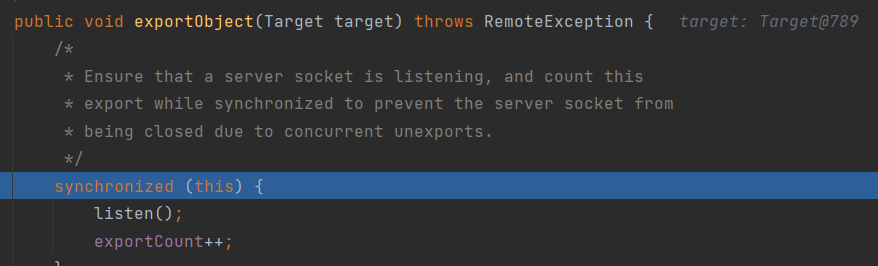 public void exportObject(Target target) throws RemoteException {   target: Target@789
    /*
     * Ensure that a server socket is listening, and count this
     * export while synchronized to prevent the server socket from
     * being closed due to concurrent unexports.
     */
    synchronized (this) {
        listen();
        exportCount++;
    }